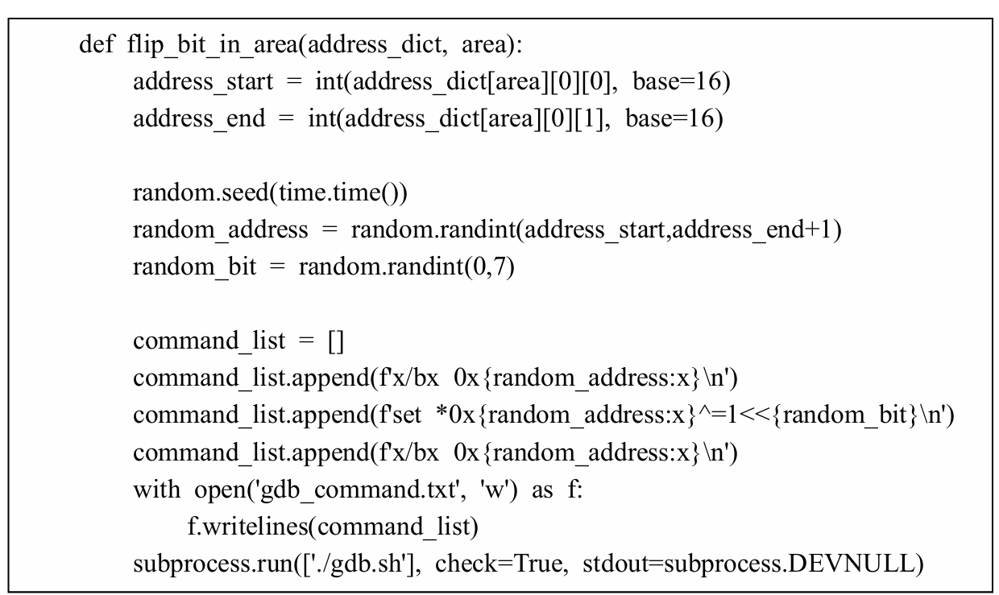 def flip_bit_in_area(address_dict, area):
    address_start = int(address_dict[area][0][0], base=16)
    address_end = int(address_dict[area][0][1], base=16)
    random.seed(time.time())
    random_address = random.randint(address_start,address_end+1)
    random_bit = random.randint(0,7)
    command_list = []
    command_list.append(f'x/bx 0x{random_address:x}\n')
    command_list.append(f'set *0x{random_address:x}^=1<<{random_bit}\n')
    command_list.append(f'x/bx 0x{random_address:x}\n')
    with open('gdb_command.txt', 'w') as f:
        f.writelines(command_list)
    subprocess.run(['./gdb.sh'], check=True, stdout=subprocess.DEVNULL)